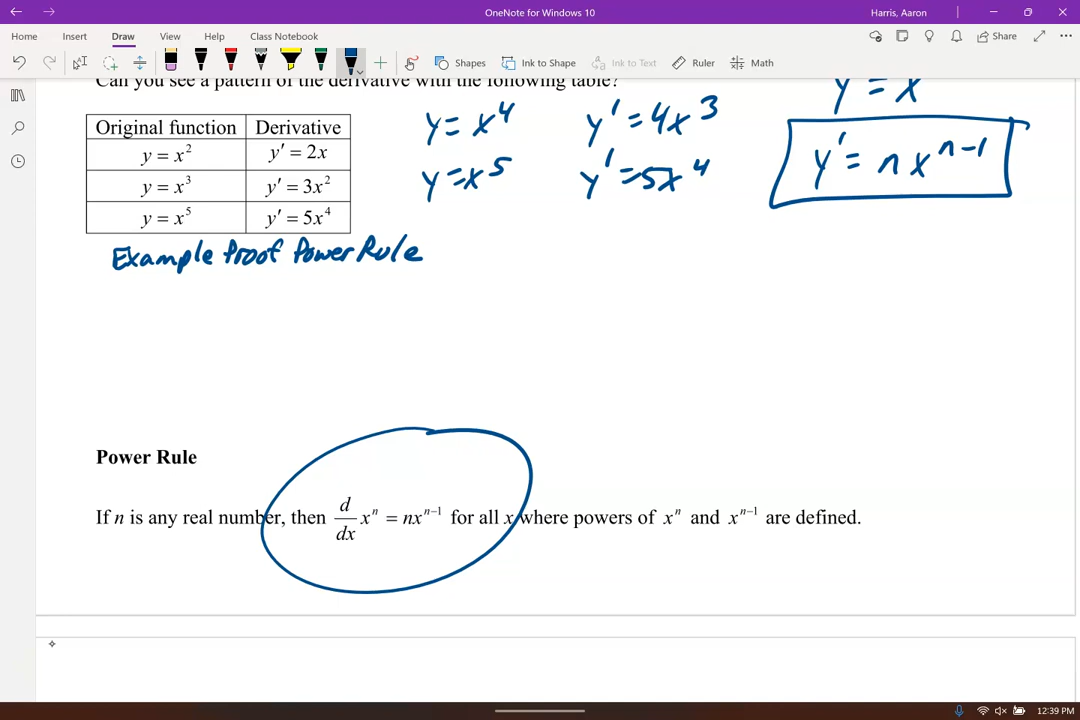 OneNote for Windows 10
Harris, Aaron
Home Insert Draw View Help Class Notebook
Share
Shapes Ink to Shape Ink to Text Ruler Math
Can you see a pattern of the derivative with the following table?
Original function Derivative
y = x² y′ = 2x
y = x³ y′ = 3x²
y = x⁵ y′ = 5x⁴
y = x⁴ y' = 4x³
y = x⁵ y' = 5x⁴
y = x
y' = nxⁿ⁻¹
Example Proof Power Rule
Power Rule
If n is any real number, then d/dx xⁿ = nxⁿ⁻¹ for all x where powers of xⁿ and xⁿ⁻¹ are defined.
12:39 PM